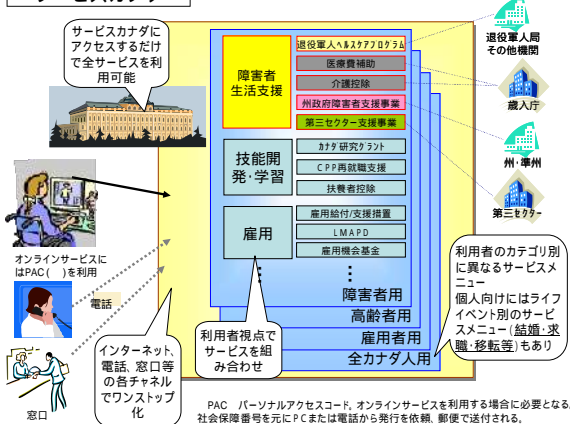 サービスカナダに
アクセスするだけ
で全サービスを利
用可能
障害者
生活支援
退役軍人ヘルスケアプログラム
医療費補助
介護控除
州政府障害者支援事業
第三セクター支援事業
技能開
発・学習
カナダ研究グラント
CPP再就職支援
扶養者控除
雇用
雇用給付/支援措置
LMAPD
雇用機会基金
障害者用
高齢者用
雇用者用
全カナダ人用
退役軍人局
その他機関
歳入庁
州・準州
第三セクター
オンラインサービスに
はPAC( )を利用
電話
窓口
インターネット、
電話、窓口等
の各チャネル
でワンストップ
化
利用者視点で
サービスを組
み合わせ
利用者のカテゴリ別
に異なるサービスメ
ニュー
個人向けにはライフ
イベント別のサービ
スメニュー(結婚・求
職・移転等)もあり
PAC パーソナルアクセスコード。オンラインサービスを利用する場合に必要となる。
社会保障番号を元にPCまたは電話から発行を依頼、郵便で送付される。